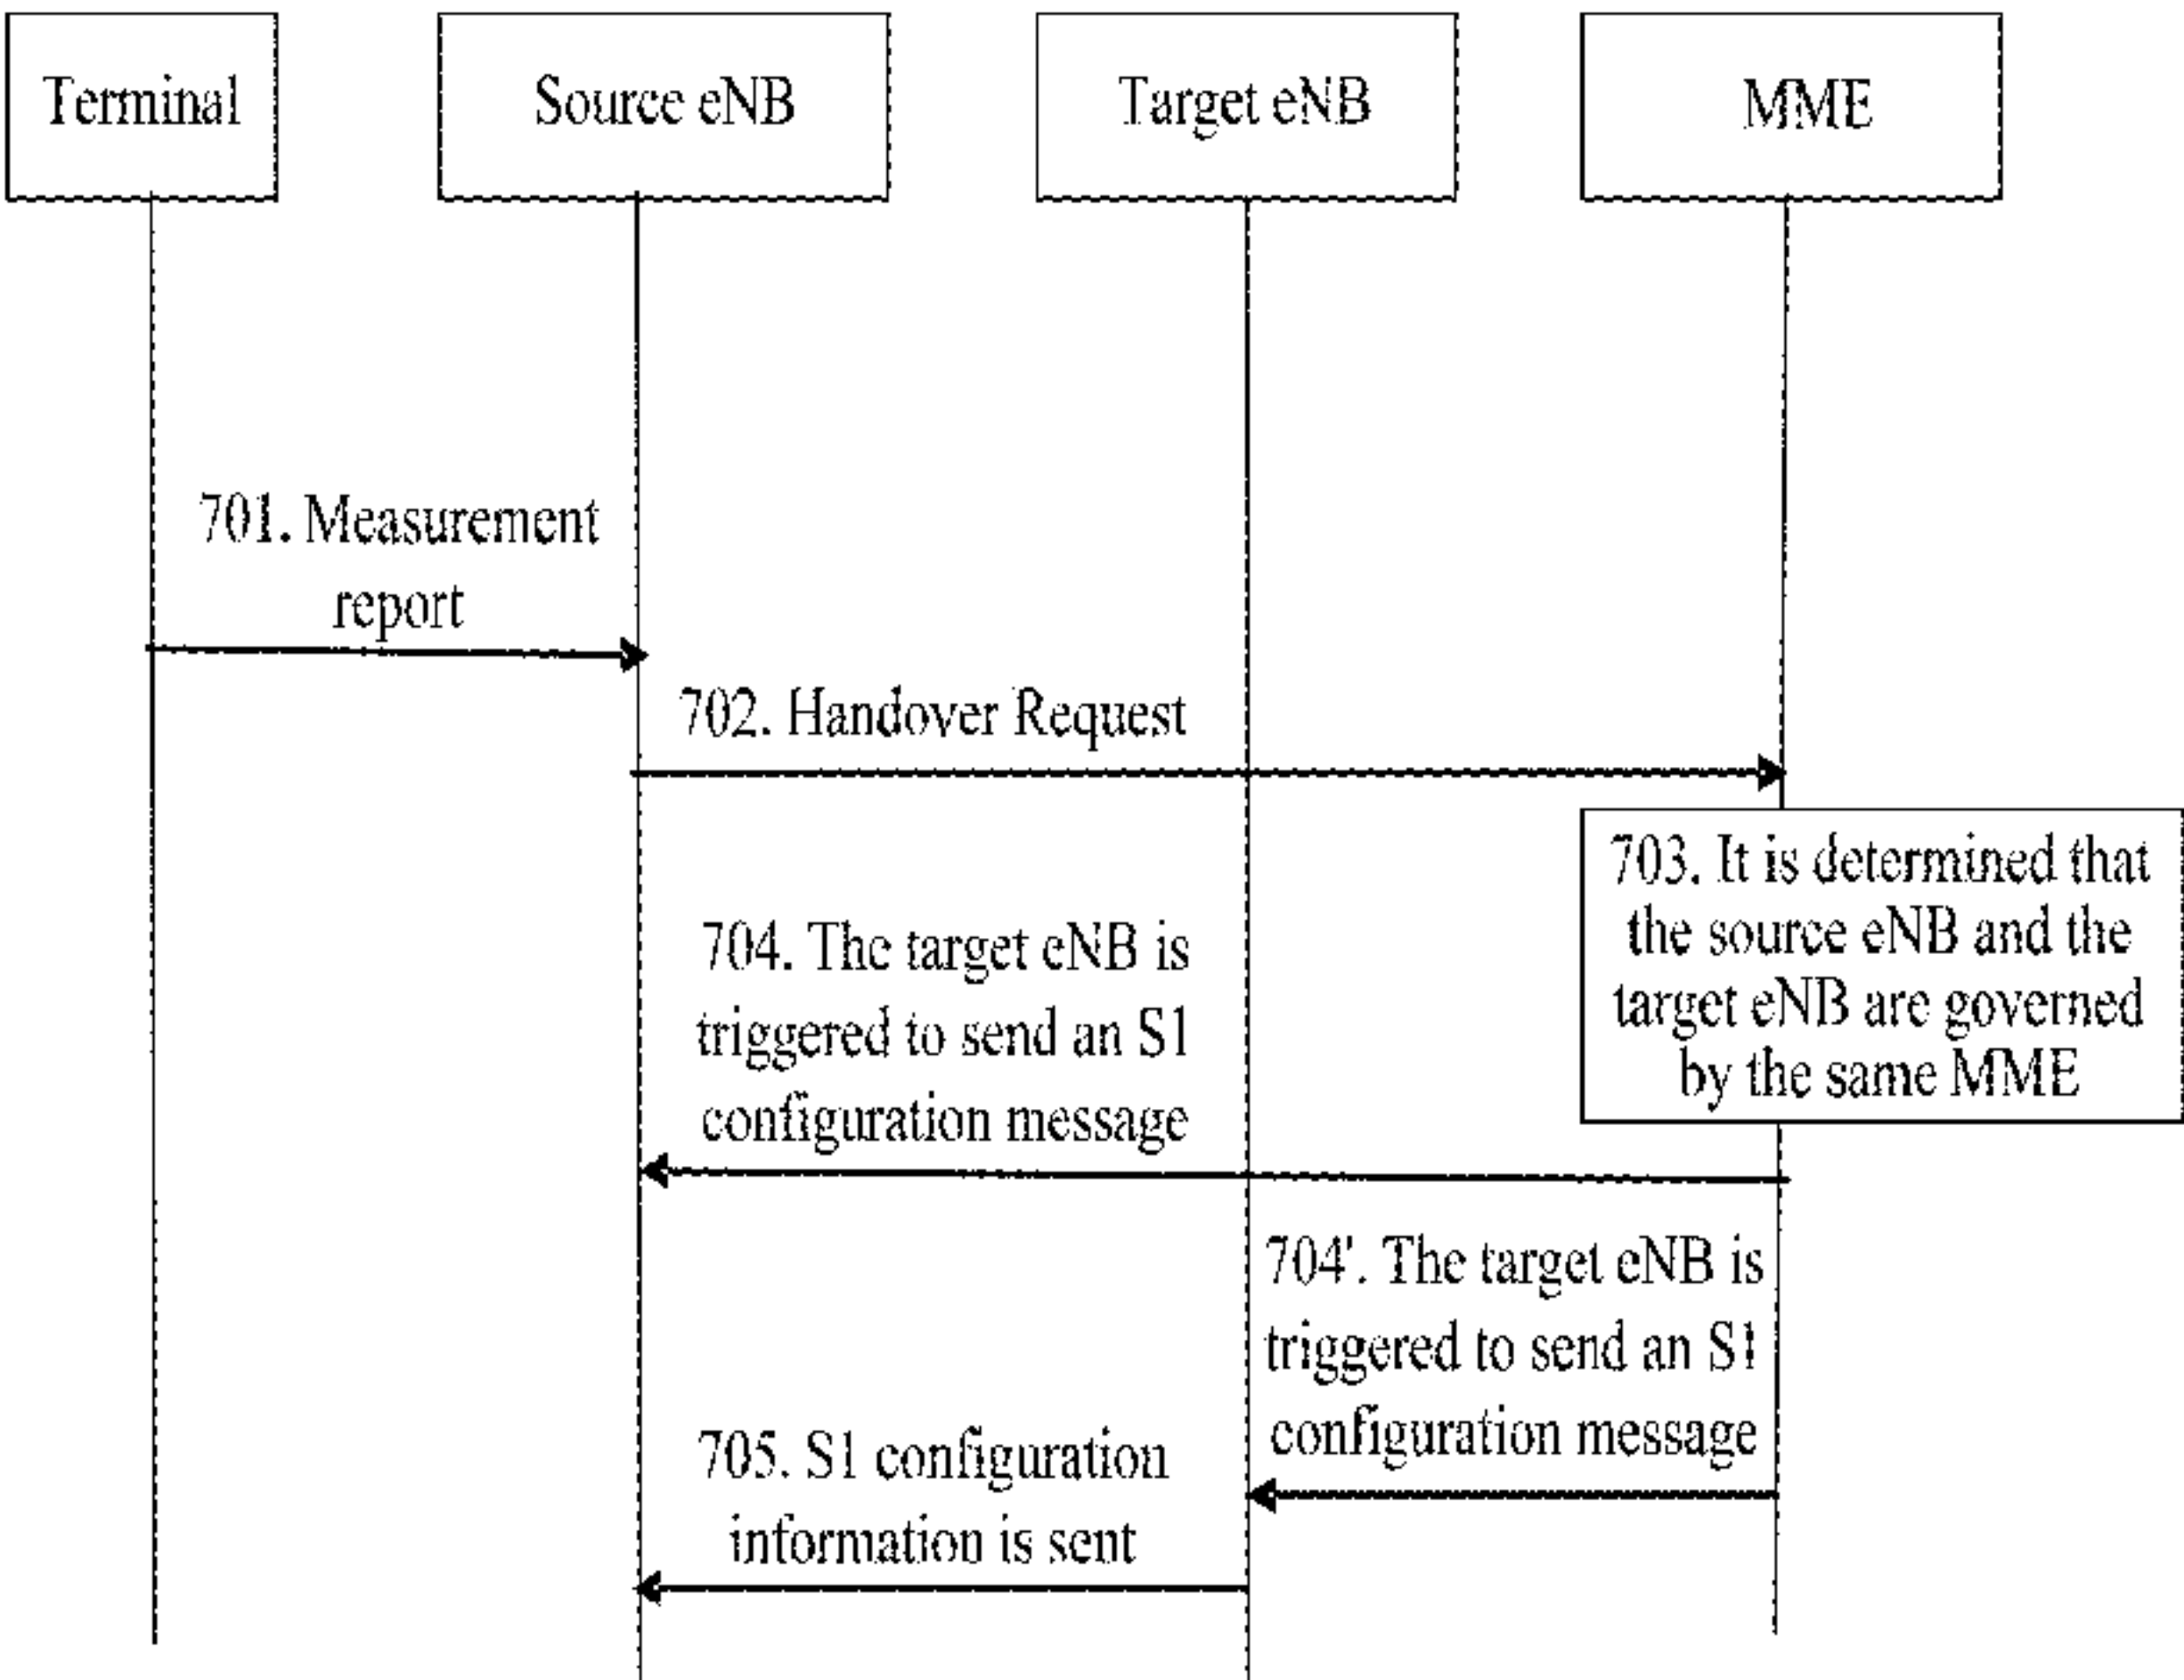 Terminal
Source eNB
Target eNB
MME
701. Measurement
report
702. Handover Request
703. It is determined that
the source eNB and the
target eNB are governed
by the same MME
704. The target eNB is
triggered to send an S1
configuration message
704'. The target eNB is
triggered to send an S1
configuration message
705. S1 configuration
information is sent